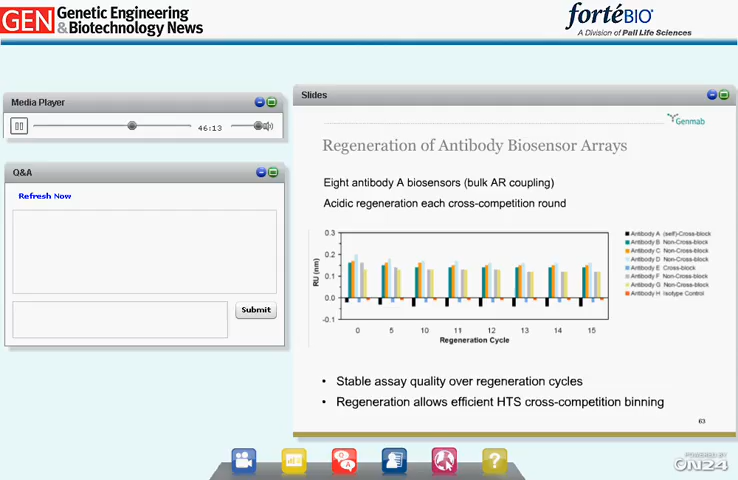 GEN Genetic Engineering
& Biotechnology News
fortéBIO
A Division of Pall Life Sciences
Media Player
46:13
Q&A
Refresh Now
Submit
Slides
Genmab
Regeneration of Antibody Biosensor Arrays
Eight antibody A biosensors (bulk AR coupling)
Acidic regeneration each cross-competition round
0.3
0.2
0.1
0.0
-0.1
RU (nm)
0 5 10 11 12 13 14 15
Regeneration Cycle
Antibody A (self)-Cross-block
Antibody B Non-Cross-block
Antibody C Non-Cross-block
Antibody D Non-Cross-block
Antibody E Cross-block
Antibody F Non-Cross-block
Antibody G Non-Cross-block
Antibody H Isotype Control
• Stable assay quality over regeneration cycles
• Regeneration allows efficient HTS cross-competition binning
63
Q
A
?
POWERED BY
ON24